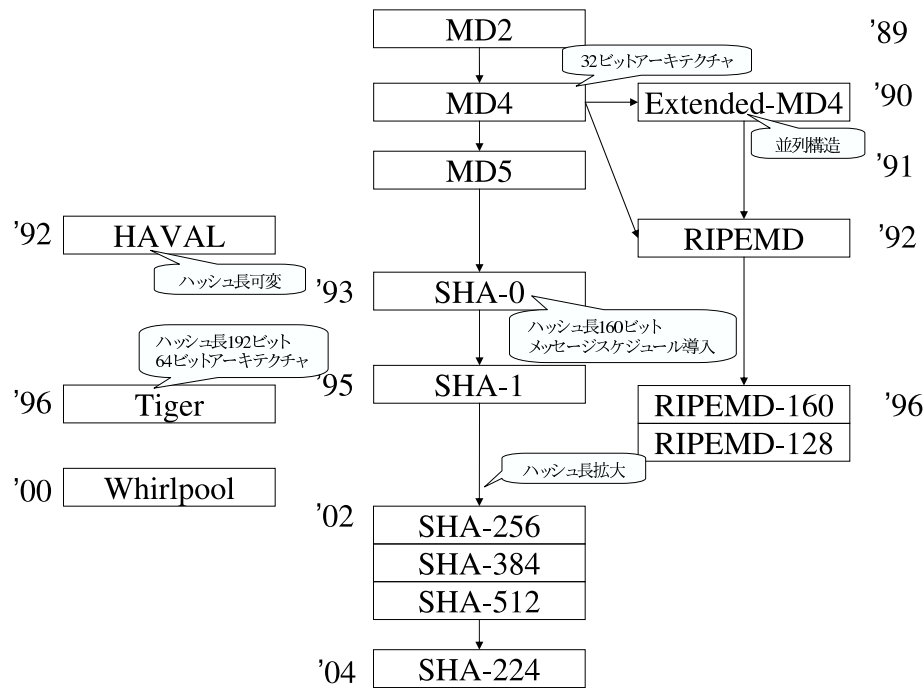 MD2
'89
32ビットアーキテクチャ
MD4
Extended-MD4
'90
並列構造
MD5
'91
'92
HAVAL
RIPEMD
'92
ハッシュ長可変
'93
SHA-0
ハッシュ長160ビット
メッセージスケジュール導入
ハッシュ長192ビット
64ビットアーキテクチャ
'95
SHA-1
'96
Tiger
RIPEMD-160
'96
RIPEMD-128
ハッシュ長拡大
'00
Whirlpool
'02
SHA-256
SHA-384
SHA-512
'04
SHA-224